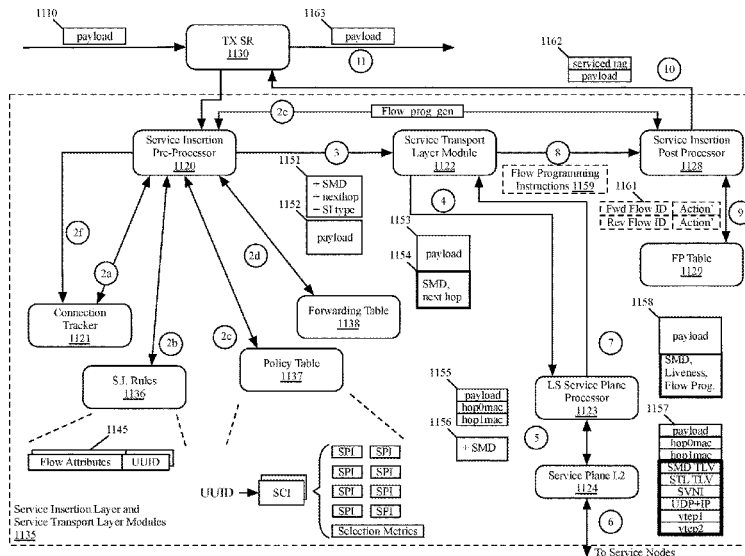 1110
payload
TX SR
1130
1163
payload
11
1162
serviced tag
payload
10
2e
Flow_prog_gen
Service Insertion
Pre-Processor
1120
3
Service Transport
Layer Module
1122
8
Service Insertion
Post Processor
1128
1151
+ SMD
+ nexthop
+ SI type
1152
payload
4
Flow Programming
Instructions 1159
1161
Fwd Flow ID
Action'
Rev Flow ID
Action'
9
2f
2a
2d
1153
payload
1154
SMD,
next hop
FP Table
1129
Connection
Tracker
1121
2b
2c
Forwarding Table
1138
1158
payload
SMD,
Liveness,
Flow Prog.
7
S.I. Rules
1136
Policy Table
1137
1155
payload
hop0mac
hop1mac
1156
+ SMD
LS Service Plane
Processor
1123
5
1157
payload
hop0mac
hop1mac
SMD TLV
STL TLV
SVNI
UDP+IP
vtep1
vtep2
1145
Flow Attributes
UUID
UUID
SCI
SPI SPI
SPI SPI
SPI SPI
SPI SPI
Selection Metrics
Service Plane L2
1124
6
Service Insertion Layer and
Service Transport Layer Modules
1135
To Service Nodes